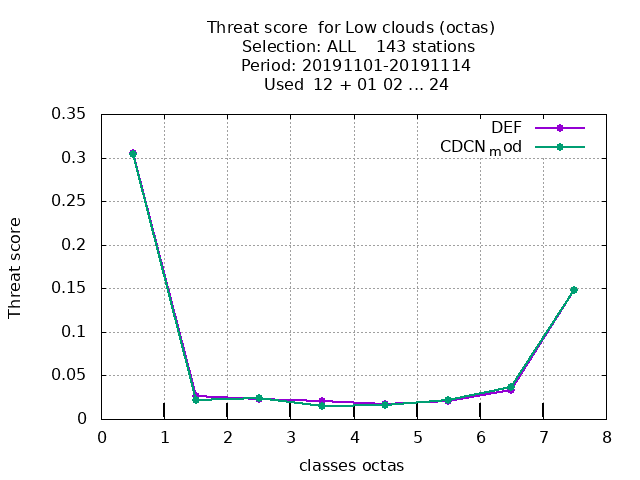 Threat score for Low clouds (octas)
Selection: ALL 143 stations
Period: 20191101-20191114
Used 12 + 01 02 ... 24
DEF
CDCN_mod
0.35
0.3
0.25
0.2
0.15
0.1
0.05
0
Threat score
0 1 2 3 4 5 6 7 8
classes octas